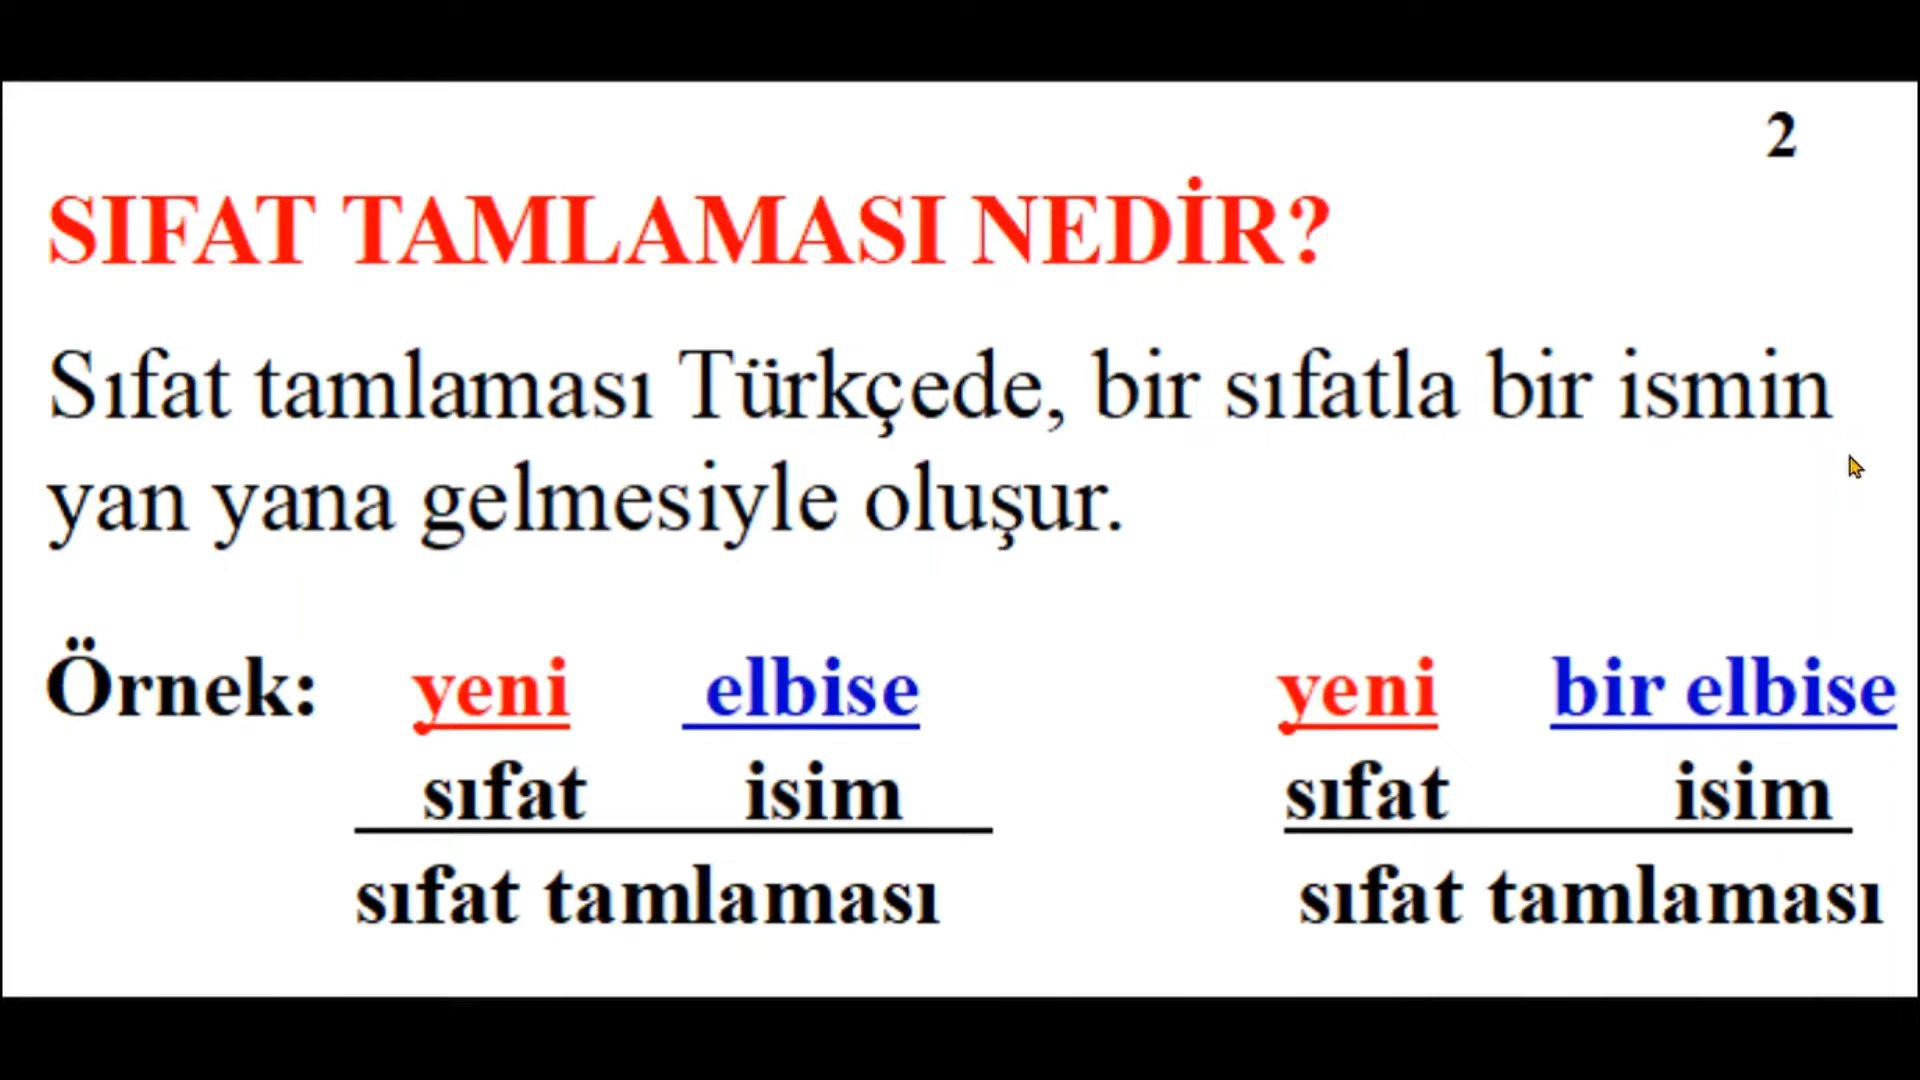 2
SIFAT TAMLAMASI NEDİR?
Sıfat tamlaması Türkçede, bir sıfatla bir ismin
yan yana gelmesiyle oluşur.
Örnek: yeni elbise yeni bir elbise
sıfat isim sıfat isim
sıfat tamlaması sıfat tamlaması